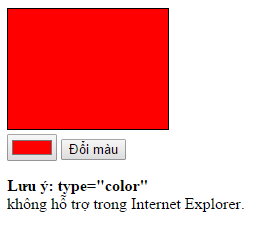 Đổi màu
Lưu ý: type="color"
không hỗ trợ trong Internet Explorer.